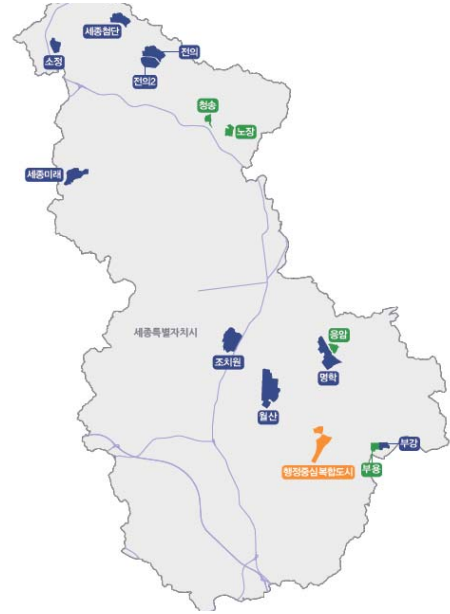 세종첨단
소정
전의
전의2
청송
노장
세종미래
세종특별자치시
조치원
응암
명학
월산
행정중심복합도시
부강
부용